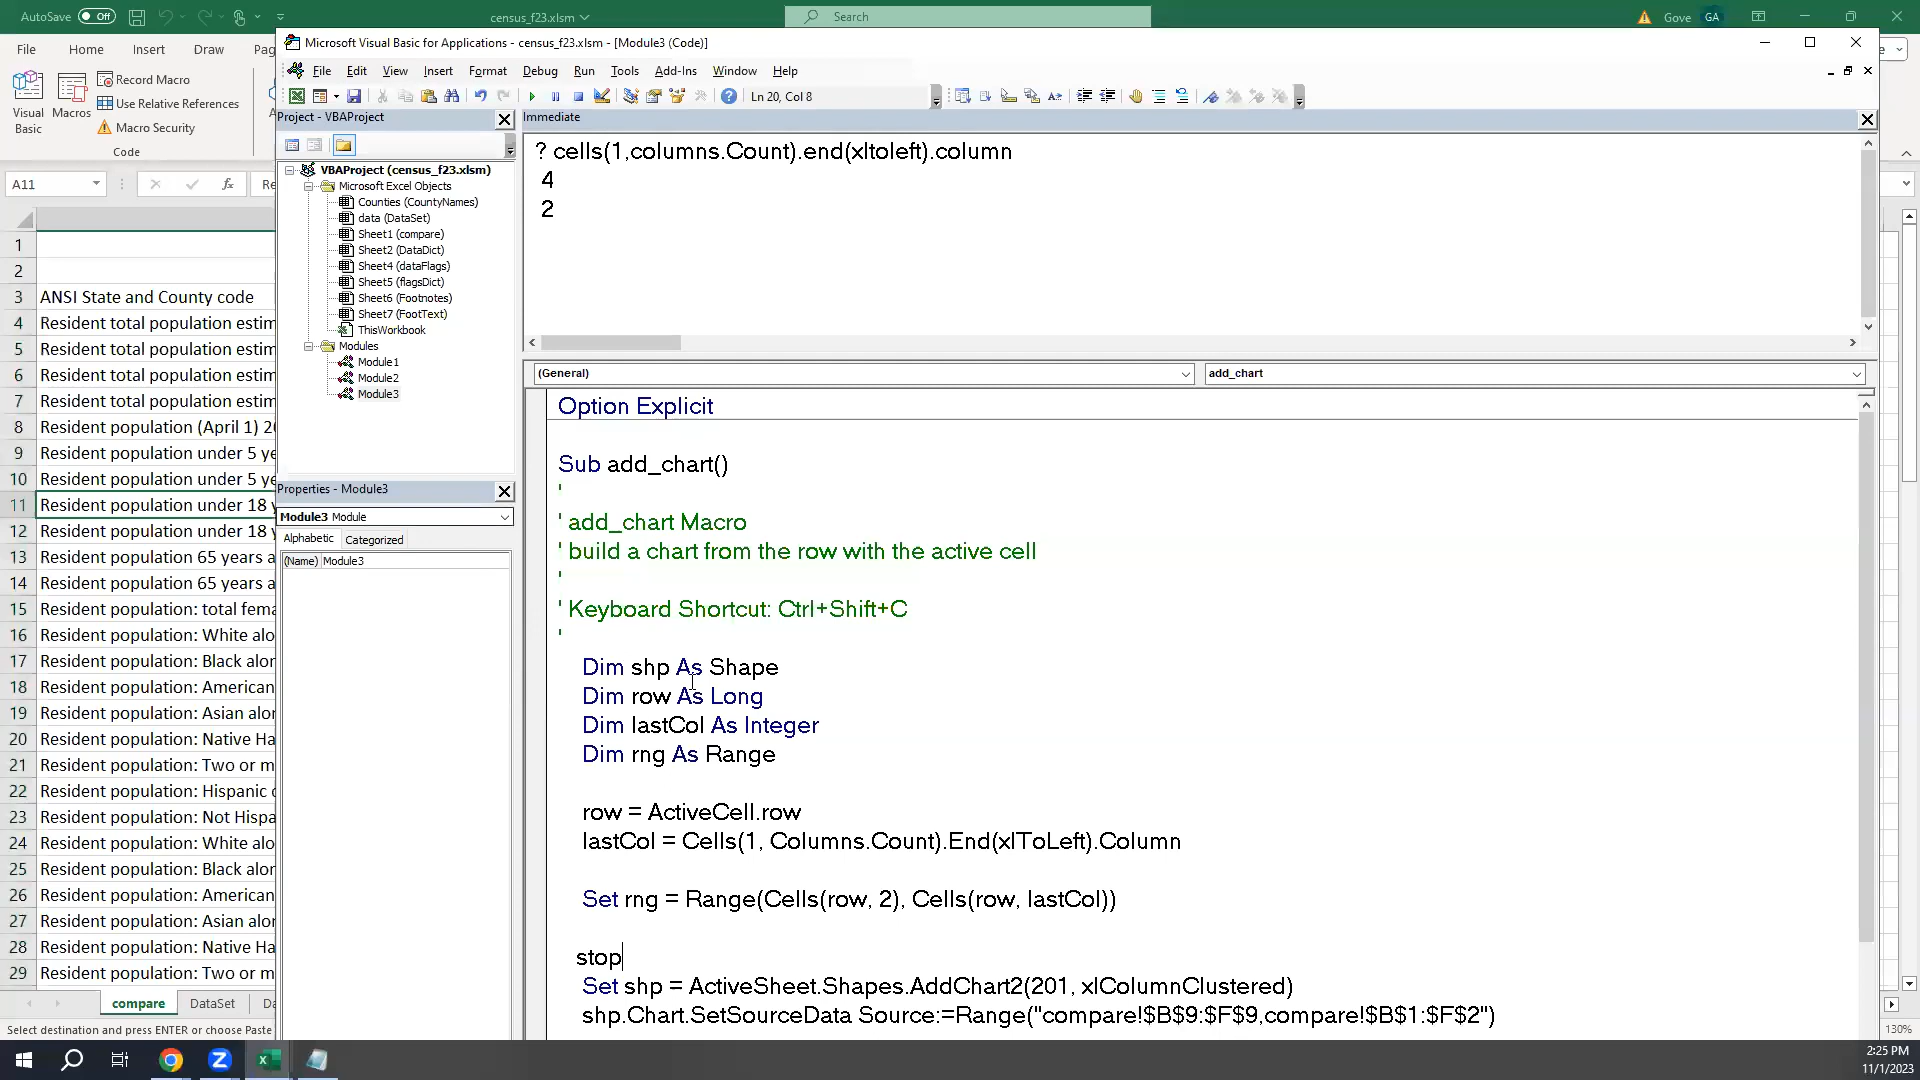 AutoSave Off census_f23.xlsm Search Gove GA
File Home Insert Draw Pag
Visual Basic
Macros
Record Macro
Use Relative References
Macro Security
Code
A11 fx Re
1
2
3 ANSI State and County code
4 Resident total population estim
5 Resident total population estim
6 Resident total population estim
7 Resident total population estim
8 Resident population (April 1) 2
9 Resident population under 5 ye
10 Resident population under 5 ye
11 Resident population under 18 y
12 Resident population under 18 y
13 Resident population 65 years a
14 Resident population 65 years a
15 Resident population: total fema
16 Resident population: White alo
17 Resident population: Black alon
18 Resident population: American
19 Resident population: Asian alon
20 Resident population: Native Ha
21 Resident population: Two or m
22 Resident population: Hispanic o
23 Resident population: Not Hispa
24 Resident population: White alo
25 Resident population: Black alon
26 Resident population: American
27 Resident population: Asian alon
28 Resident population: Native Ha
29 Resident population: Two or m
compare DataSet Da
Select destination and press ENTER or choose Paste
130%
Microsoft Visual Basic for Applications - census_f23.xlsm - [Module3 (Code)]
File Edit View Insert Format Debug Run Tools Add-Ins Window Help
Ln 20, Col 8
Project - VBAProject
VBAProject (census_f23.xlsm)
Microsoft Excel Objects
Counties (CountyNames)
data (DataSet)
Sheet1 (compare)
Sheet2 (DataDict)
Sheet4 (dataFlags)
Sheet5 (flagsDict)
Sheet6 (Footnotes)
Sheet7 (FootText)
ThisWorkbook
Modules
Module1
Module2
Module3
Properties - Module3
Module3 Module
Alphabetic Categorized
(Name) Module3
Immediate
? cells(1,columns.Count).end(xltoleft).column
4
2
(General) add_chart
Option Explicit
Sub add_chart()
'
' add_chart Macro
' build a chart from the row with the active cell
'
' Keyboard Shortcut: Ctrl+Shift+C
'
Dim shp As Shape
Dim row As Long
Dim lastCol As Integer
Dim rng As Range
row = ActiveCell.row
lastCol = Cells(1, Columns.Count).End(xlToLeft).Column
Set rng = Range(Cells(row, 2), Cells(row, lastCol))
stop
Set shp = ActiveSheet.Shapes.AddChart2(201, xlColumnClustered)
shp.Chart.SetSourceData Source:=Range("compare!$B$9:$F$9,compare!$B$1:$F$2")
2:25 PM
11/1/2023